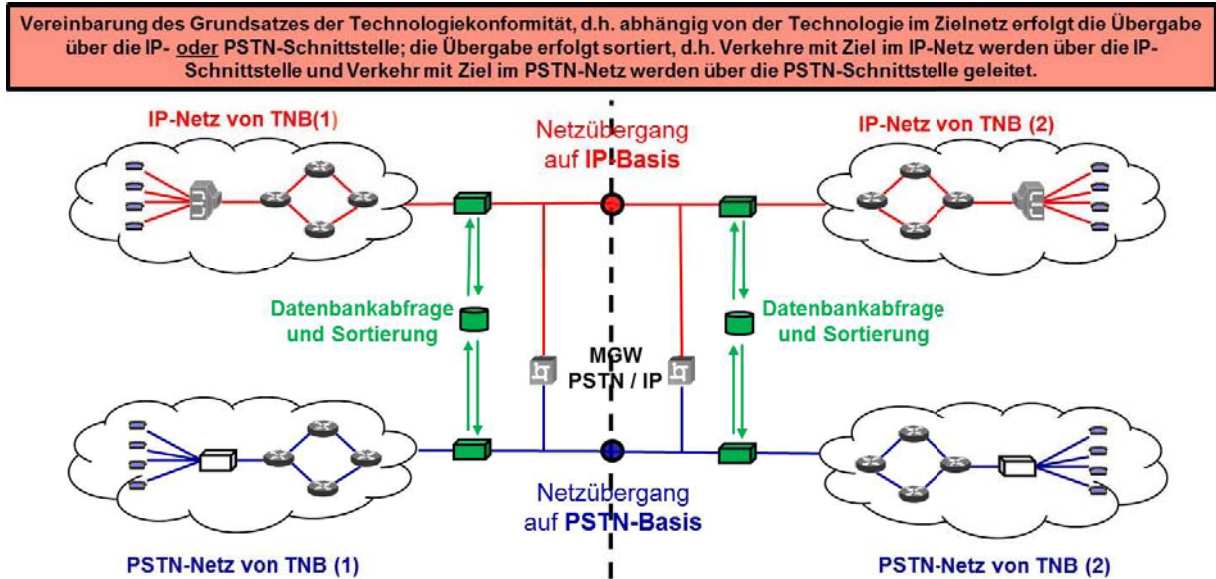 Vereinbarung des Grundsatzes der Technologiekonformität, d.h. abhängig von der Technologie im Zielnetz erfolgt die Übergabe
über die IP- oder PSTN-Schnittstelle; die Übergabe erfolgt sortiert, d.h. Verkehre mit Ziel im IP-Netz werden über die IP-
Schnittstelle und Verkehr mit Ziel im PSTN-Netz werden über die PSTN-Schnittstelle geleitet.
IP-Netz von TNB(1)
Netzübergang
auf IP-Basis
IP-Netz von TNB (2)
Datenbankabfrage
und Sortierung
MGW
PSTN / IP
Datenbankabfrage
und Sortierung
Netzübergang
auf PSTN-Basis
PSTN-Netz von TNB (1)
PSTN-Netz von TNB (2)